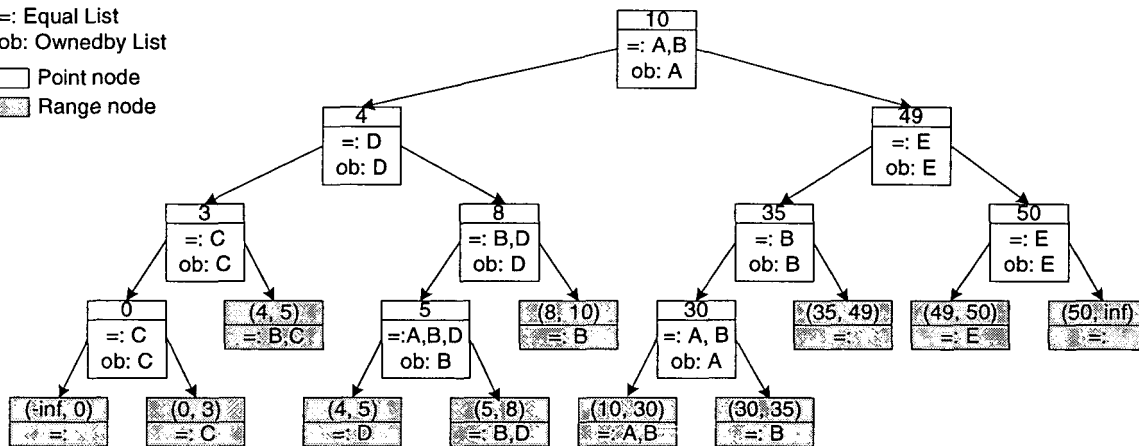 =: Equal List
ob: Ownedby List
Point node
Range node
10
=: A,B
ob: A
4
=: D
ob: D
49
=: E
ob: E
3
=: C
ob: C
8
=: B,D
ob: D
35
=: B
ob: B
50
=: E
ob: E
0
=: C
ob: C
(4, 5)
=: B,C
5
=:A,B,D
ob: B
(8, 10)
=: B
30
=: A, B
ob: A
(35, 49)
=:
(49, 50)
=: E
(50, inf)
=:
(-inf, 0)
=:
(0, 3)
=: C
(4, 5)
=: D
(5, 8)
=: B,D
(10, 30)
=: A,B
(30, 35)
=: B